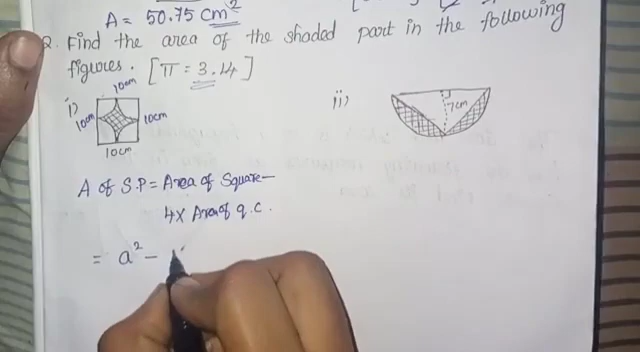 A = 50.75 cm²
2. Find the area of the shaded part in the following
figures. [π = 3.14]
i) 10cm
10cm 10cm
10cm
ii) 7cm
A of S.P = Area of Square –
4 x Area of q.c.
= a² –